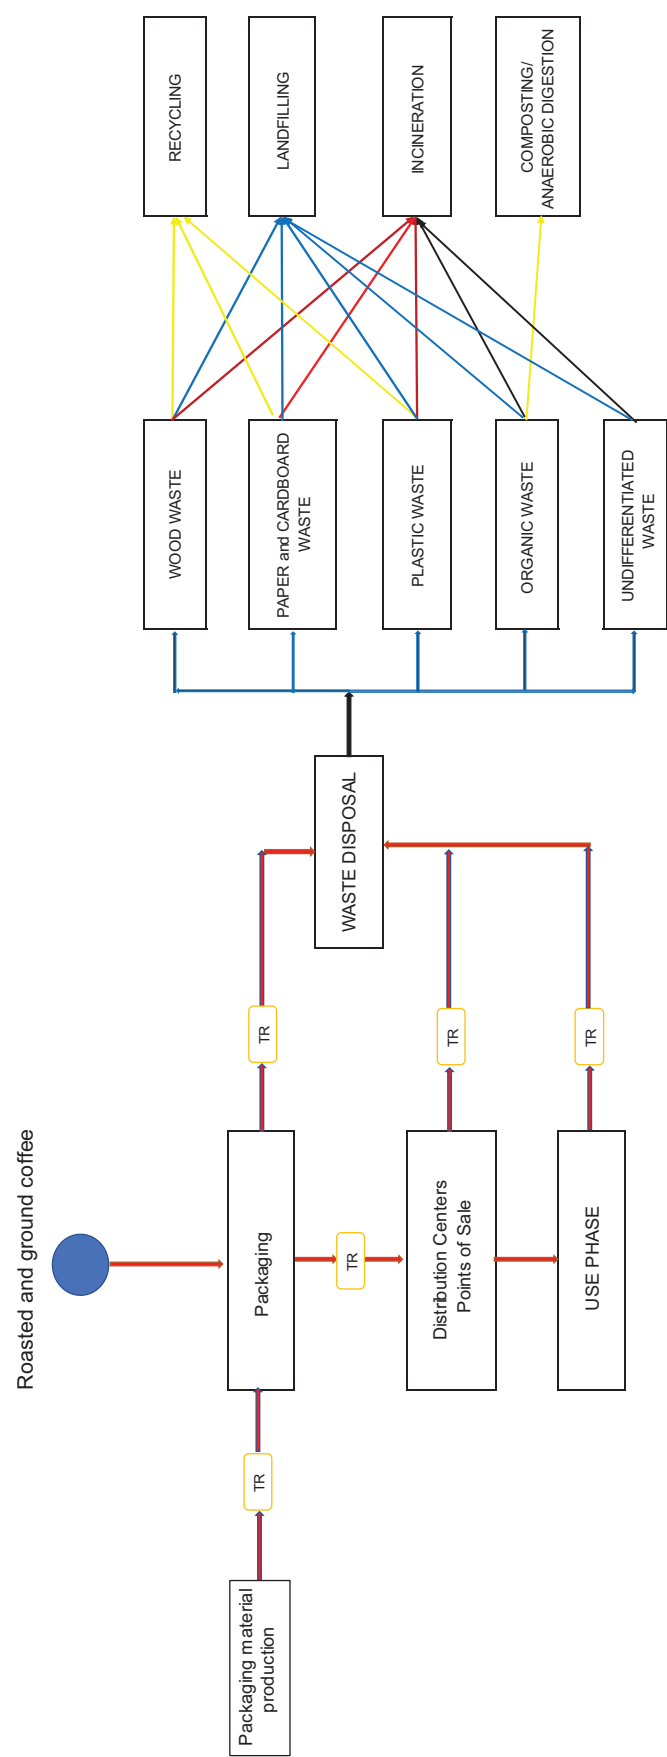 Roasted and ground coffee
Packaging material
production
TR
Packaging
TR
Distribution Centers
Points of Sale
USE PHASE
TR
TR
TR
WASTE DISPOSAL
WOOD WASTE
PAPER and CARDBOARD
WASTE
PLASTIC WASTE
ORGANIC WASTE
UNDIFFERENTIATED
WASTE
RECYCLING
LANDFILLING
INCINERATION
COMPOSTING/
ANAEROBIC DIGESTION